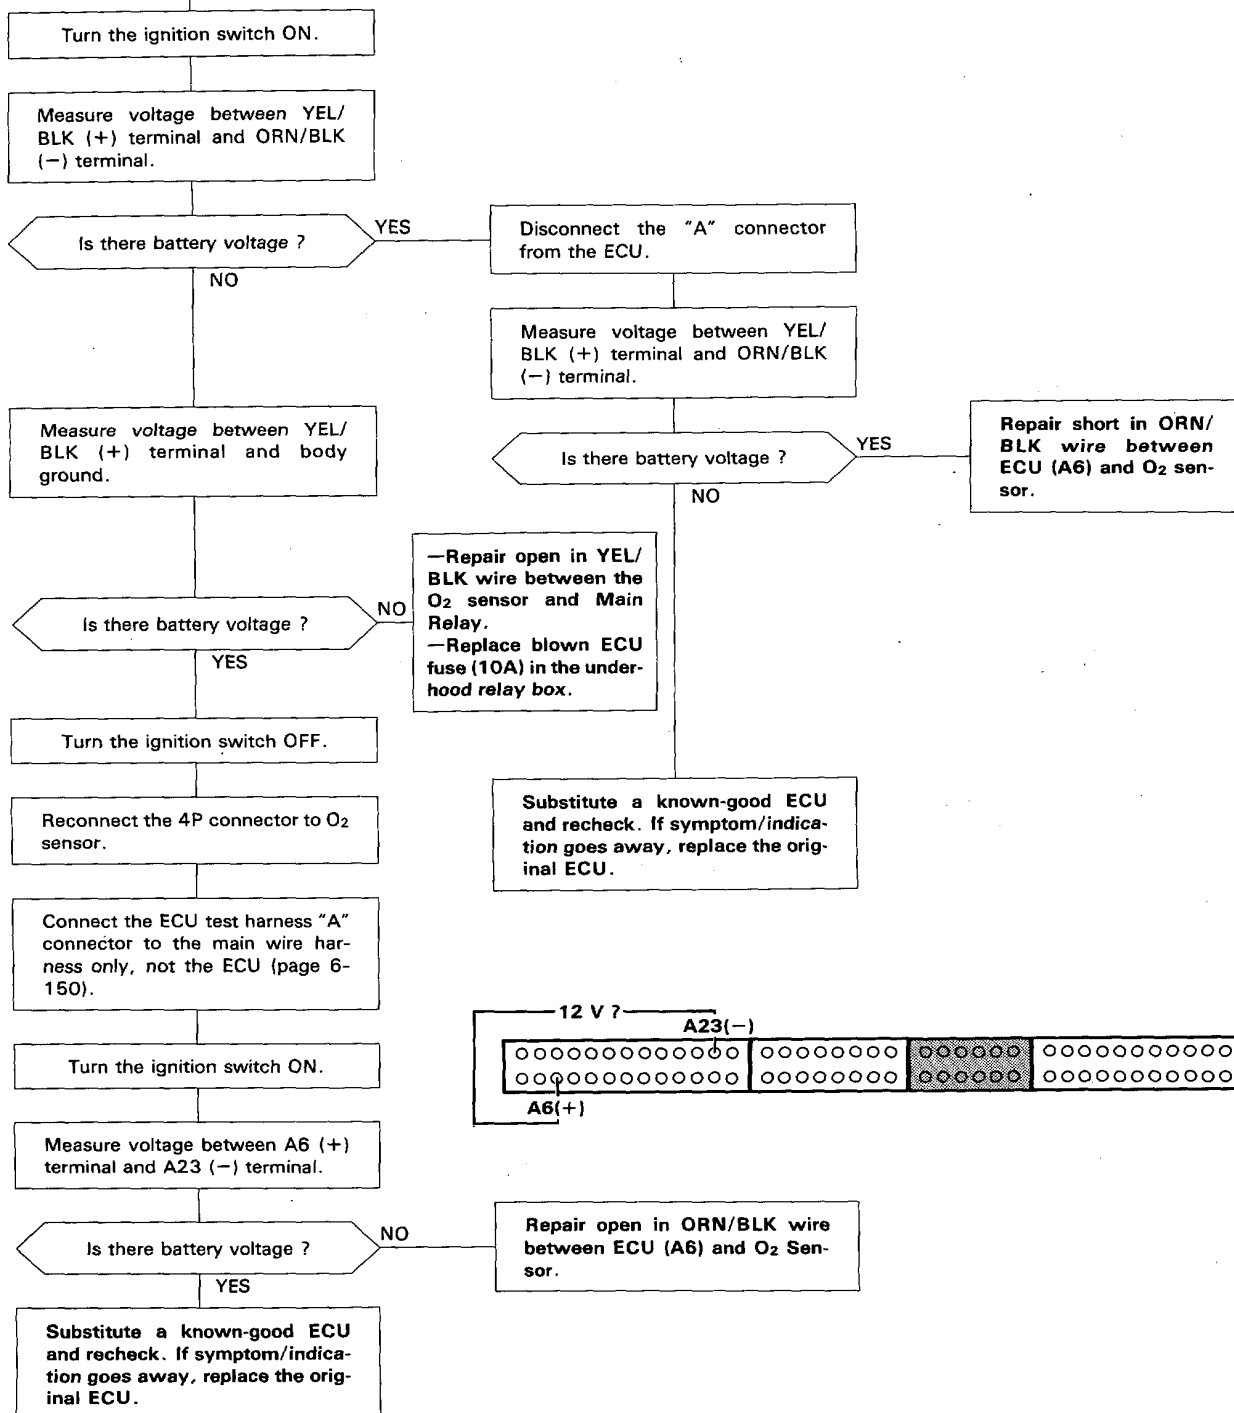 Turn the ignition switch ON.
Measure voltage between YEL/
BLK (+) terminal and ORN/BLK
(−) terminal.
Is there battery voltage ?
YES
NO
Disconnect the "A" connector
from the ECU.
Measure voltage between YEL/
BLK (+) terminal and ORN/BLK
(−) terminal.
Is there battery voltage ?
YES
NO
Repair short in ORN/
BLK wire between
ECU (A6) and O2 sen-
sor.
Measure voltage between YEL/
BLK (+) terminal and body
ground.
Is there battery voltage ?
NO
YES
—Repair open in YEL/
BLK wire between the
O2 sensor and Main
Relay.
—Replace blown ECU
fuse (10A) in the under-
hood relay box.
Substitute a known-good ECU
and recheck. If symptom/indica-
tion goes away, replace the orig-
inal ECU.
Turn the ignition switch OFF.
Reconnect the 4P connector to O2
sensor.
Connect the ECU test harness "A"
connector to the main wire har-
ness only, not the ECU (page 6-
150).
12 V ?
A23(−)
A6(+)
Turn the ignition switch ON.
Measure voltage between A6 (+)
terminal and A23 (−) terminal.
Is there battery voltage ?
NO
YES
Repair open in ORN/BLK wire
between ECU (A6) and O2 Sen-
sor.
Substitute a known-good ECU
and recheck. If symptom/indica-
tion goes away, replace the orig-
inal ECU.